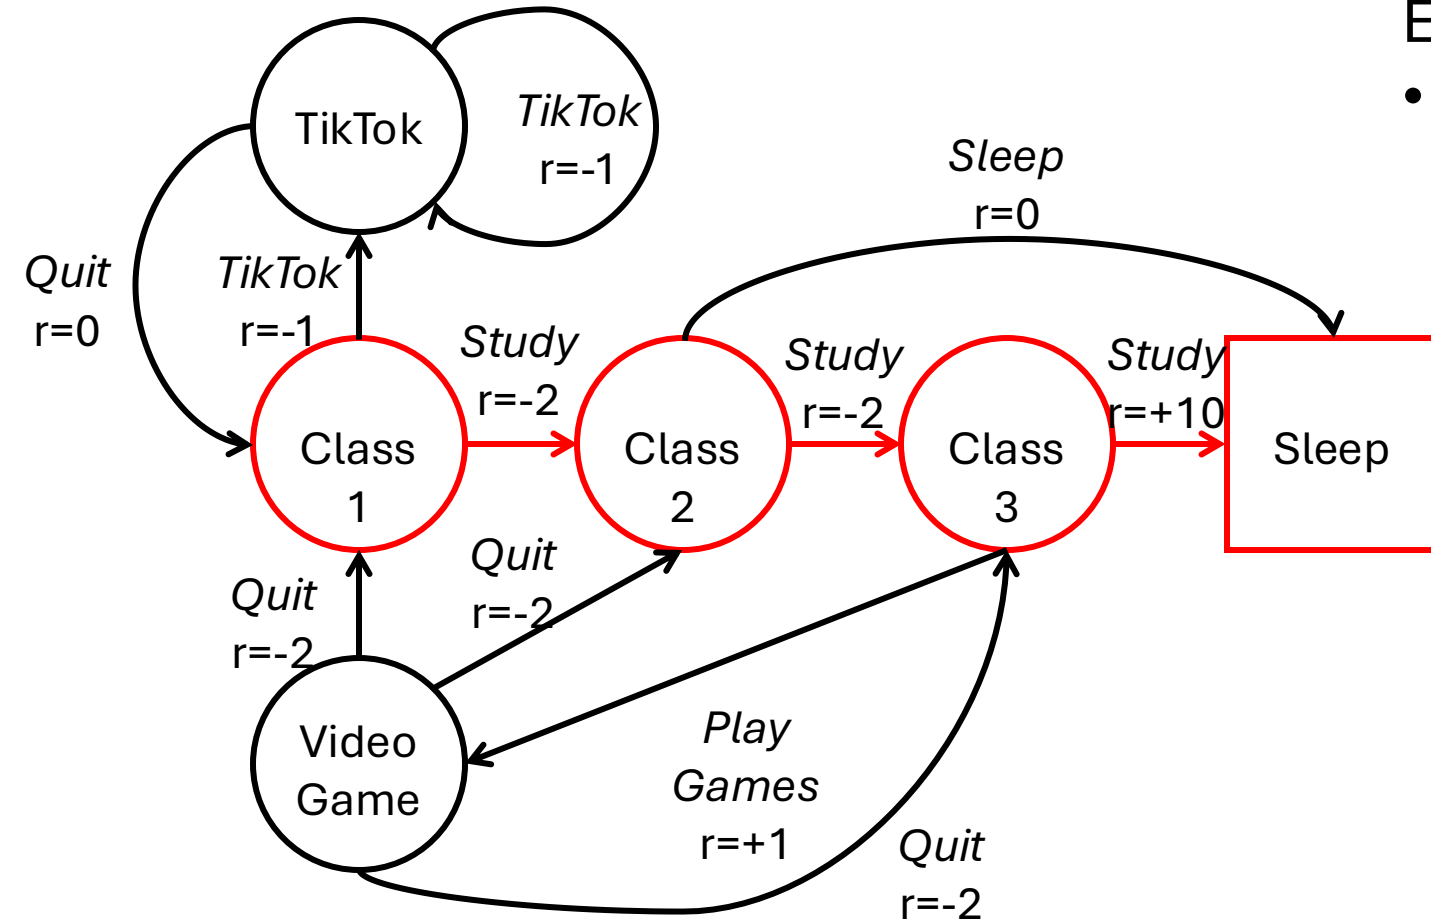 E
•
TikTok
TikTok
r=-1
Sleep
r=0
Quit
r=0
TikTok
r=-1
Study
r=-2
Study
r=-2
Study
r=+10
Class
1
Class
2
Class
3
Sleep
Quit
r=-2
Quit
r=-2
Video
Game
Play
Games
r=+1
Quit
r=-2